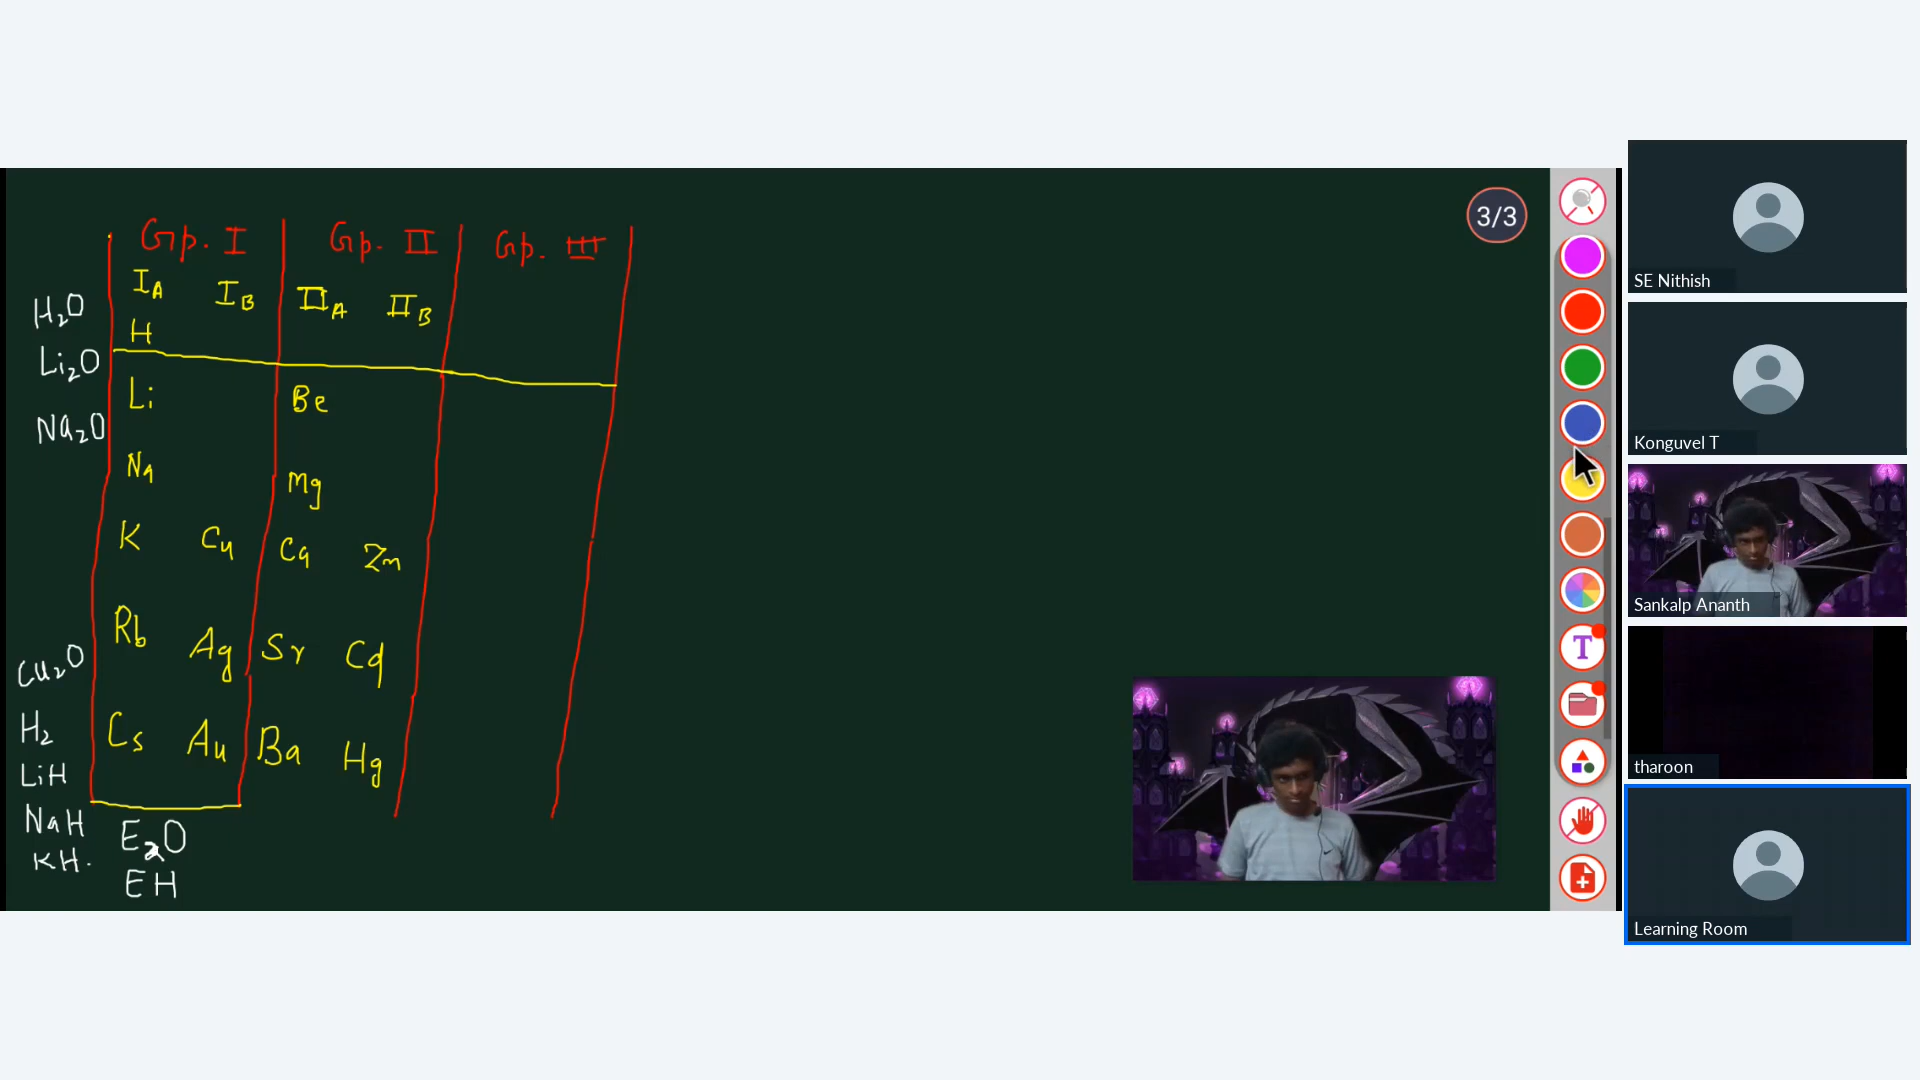 Gp. I Gp. II Gp. III
IA IB IIA IIB
H
Li Be
Na Mg
K Cu Ca Zn
Rb Ag Sr Cd
Cs Au Ba Hg
E2O
EH
H2O
Li2O
Na2O
Cu2O
H2
LiH
NaH
KH.
3/3
T
SE Nithish
Konguvel T
Sankalp Ananth
tharoon
Learning Room